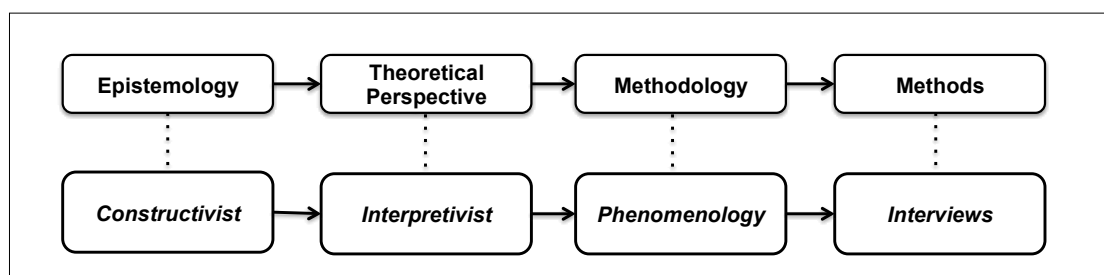 Epistemology
Theoretical
Perspective
Methodology
Methods
Constructivist
Interpretivist
Phenomenology
Interviews